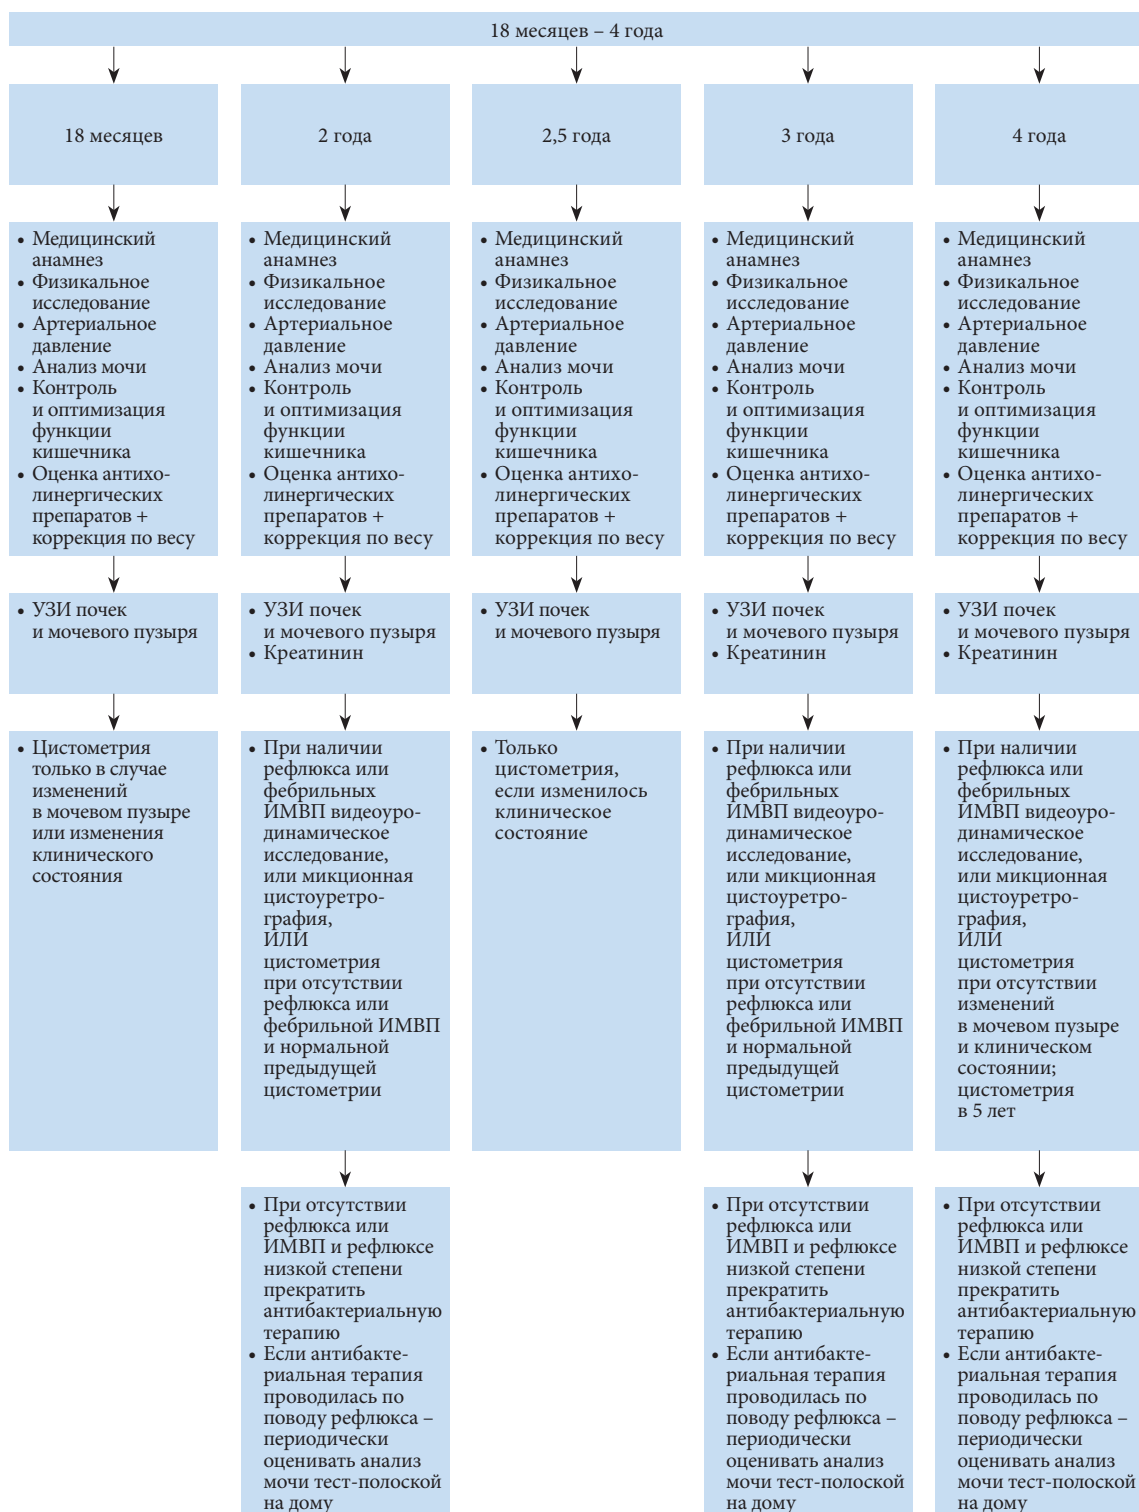 18 месяцев – 4 года
18 месяцев
2 года
2,5 года
3 года
4 года
• Медицинский
анамнез
• Физикальное
исследование
• Артериальное
давление
• Анализ мочи
• Контроль
и оптимизация
функции
кишечника
• Оценка антихо-
линергических
препаратов +
коррекция по весу
• Медицинский
анамнез
• Физикальное
исследование
• Артериальное
давление
• Анализ мочи
• Контроль
и оптимизация
функции
кишечника
• Оценка антихо-
линергических
препаратов +
коррекция по весу
• Медицинский
анамнез
• Физикальное
исследование
• Артериальное
давление
• Анализ мочи
• Контроль
и оптимизация
функции
кишечника
• Оценка антихо-
линергических
препаратов +
коррекция по весу
• Медицинский
анамнез
• Физикальное
исследование
• Артериальное
давление
• Анализ мочи
• Контроль
и оптимизация
функции
кишечника
• Оценка антихо-
линергических
препаратов +
коррекция по весу
• Медицинский
анамнез
• Физикальное
исследование
• Артериальное
давление
• Анализ мочи
• Контроль
и оптимизация
функции
кишечника
• Оценка антихо-
линергических
препаратов +
коррекция по весу
• УЗИ почек
и мочевого пузыря
• УЗИ почек
и мочевого пузыря
• Креатинин
• УЗИ почек
и мочевого пузыря
• УЗИ почек
и мочевого пузыря
• Креатинин
• УЗИ почек
и мочевого пузыря
• Креатинин
• Цистометрия
только в случае
изменений
в мочевом пузыре
или изменения
клинического
состояния
• При наличии
рефлюкса или
фебрильных
ИМВП видеоуро-
динамическое
исследование,
или микционная
цистоуретро-
графия,
ИЛИ
цистометрия
при отсутствии
рефлюкса или
фебрильной ИМВП
и нормальной
предыдущей
цистометрии
• Только
цистометрия,
если изменилось
клиническое
состояние
• При наличии
рефлюкса или
фебрильных
ИМВП видеоуро-
динамическое
исследование,
или микционная
цистоуретро-
графия,
ИЛИ
цистометрия
при отсутствии
рефлюкса или
фебрильной ИМВП
и нормальной
предыдущей
цистометрии
• При наличии
рефлюкса или
фебрильных
ИМВП видеоуро-
динамическое
исследование,
или микционная
цистоуретро-
графия,
ИЛИ
цистометрия
при отсутствии
изменений
в мочевом пузыре
и клиническом
состоянии;
цистометрия
в 5 лет
• При отсутствии
рефлюкса или
ИМВП и рефлюксе
низкой степени
прекратить
антибактериальную
терапию
• Если антибакте-
риальная терапия
проводилась по
поводу рефлюкса –
периодически
оценивать анализ
мочи тест-полоской
на дому
• При отсутствии
рефлюкса или
ИМВП и рефлюксе
низкой степени
прекратить
антибактериальную
терапию
• Если антибакте-
риальная терапия
проводилась по
поводу рефлюкса –
периодически
оценивать анализ
мочи тест-полоской
на дому
• При отсутствии
рефлюкса или
ИМВП и рефлюксе
низкой степени
прекратить
антибактериальную
терапию
• Если антибакте-
риальная терапия
проводилась по
поводу рефлюкса –
периодически
оценивать анализ
мочи тест-полоской
на дому